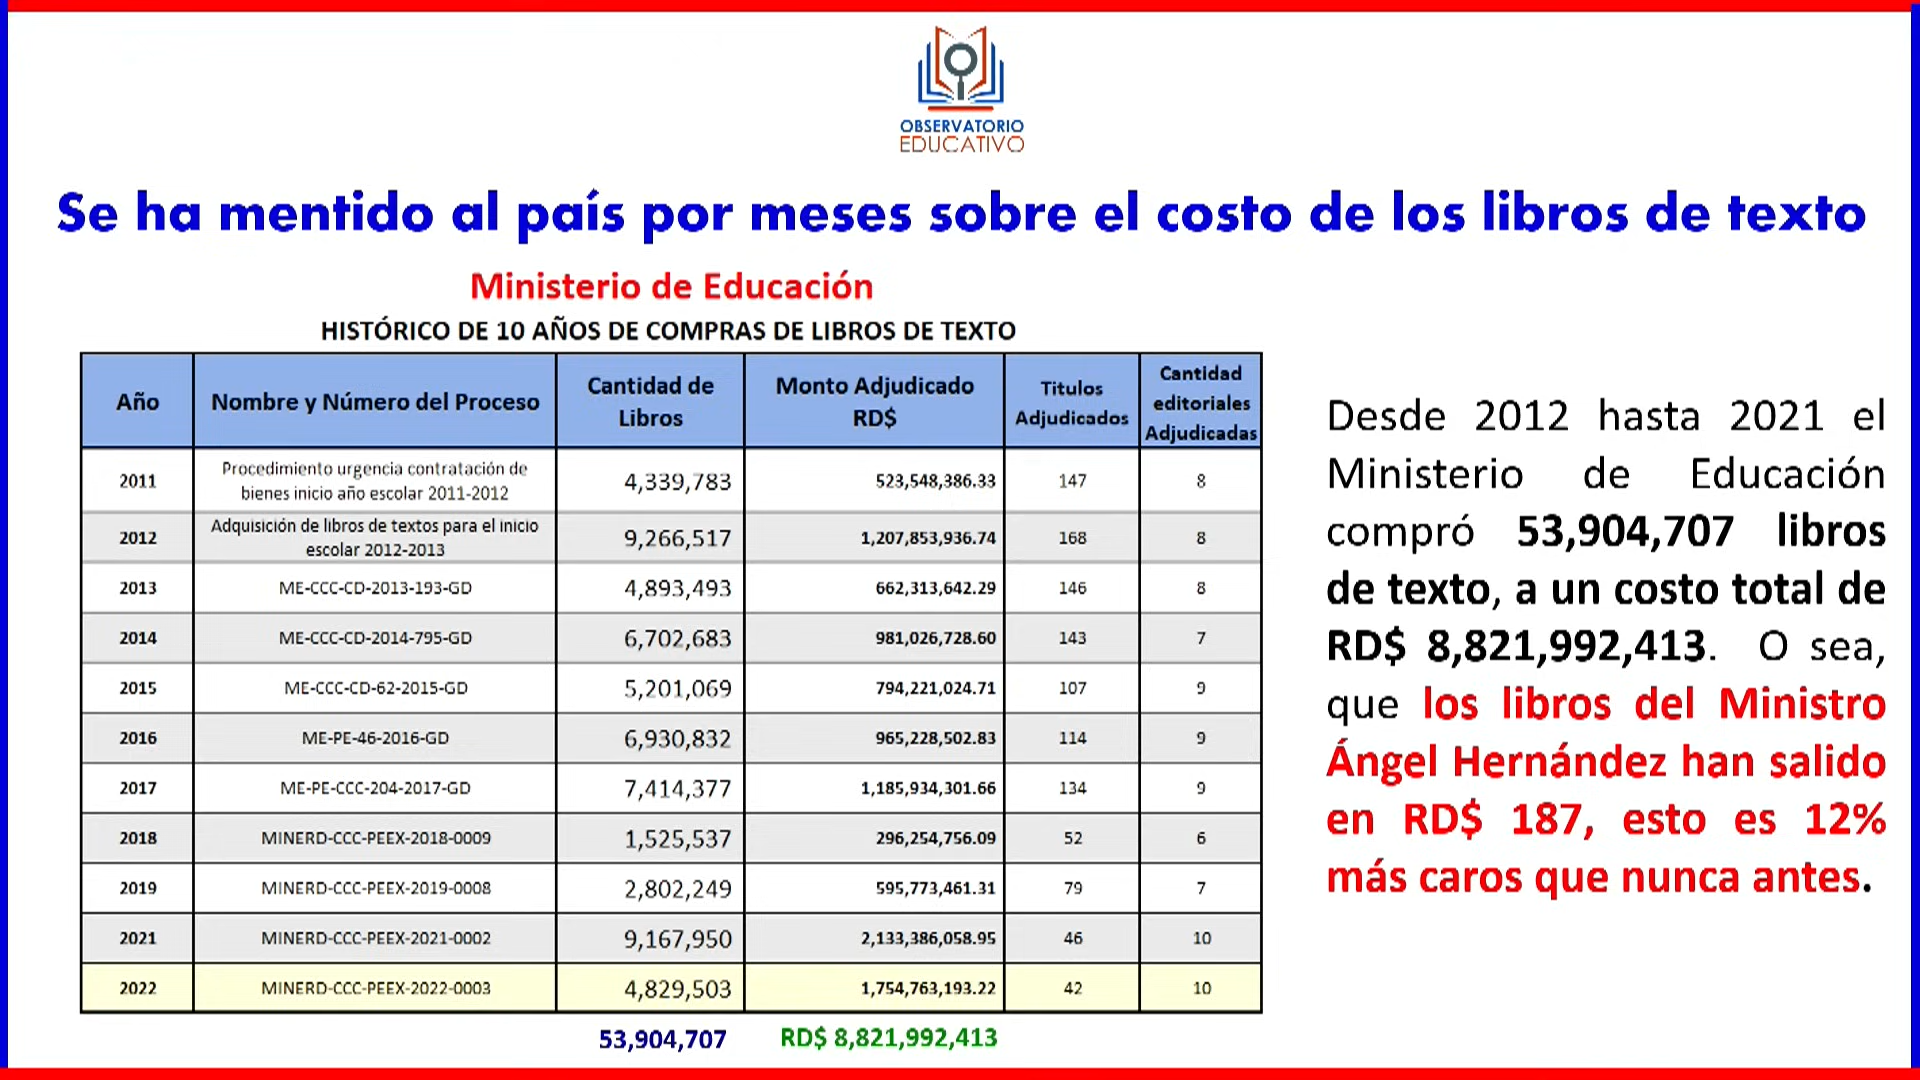 OBSERVATORIO
EDUCATIVO
Se ha mentido al país por meses sobre el costo de los libros de texto
Ministerio de Educación
HISTÓRICO DE 10 AÑOS DE COMPRAS DE LIBROS DE TEXTO
Año | Nombre y Número del Proceso | Cantidad de Libros | Monto Adjudicado RD$ | Titulos Adjudicados | Cantidad editoriales Adjudicadas
2011 | Procedimiento urgencia contratación de bienes inicio año escolar 2011-2012 | 4,339,783 | 523,548,386.33 | 147 | 8
2012 | Adquisición de libros de textos para el inicio escolar 2012-2013 | 9,266,517 | 1,207,853,936.74 | 168 | 8
2013 | ME-CCC-CD-2013-193-GD | 4,893,493 | 662,313,642.29 | 146 | 8
2014 | ME-CCC-CD-2014-795-GD | 6,702,683 | 981,026,728.60 | 143 | 7
2015 | ME-CCC-CD-62-2015-GD | 5,201,069 | 794,221,024.71 | 107 | 9
2016 | ME-PE-46-2016-GD | 6,930,832 | 965,228,502.83 | 114 | 9
2017 | ME-PE-CCC-204-2017-GD | 7,414,377 | 1,185,934,301.66 | 134 | 9
2018 | MINERD-CCC-PEEX-2018-0009 | 1,525,537 | 296,254,756.09 | 52 | 6
2019 | MINERD-CCC-PEEX-2019-0008 | 2,802,249 | 595,773,461.31 | 79 | 7
2021 | MINERD-CCC-PEEX-2021-0002 | 9,167,950 | 2,133,386,058.95 | 46 | 10
2022 | MINERD-CCC-PEEX-2022-0003 | 4,829,503 | 1,754,763,193.22 | 42 | 10
53,904,707 RD$ 8,821,992,413
Desde 2012 hasta 2021 el
Ministerio de Educación
compró 53,904,707 libros
de texto, a un costo total de
RD$ 8,821,992,413. O sea,
que los libros del Ministro
Ángel Hernández han salido
en RD$ 187, esto es 12%
más caros que nunca antes.